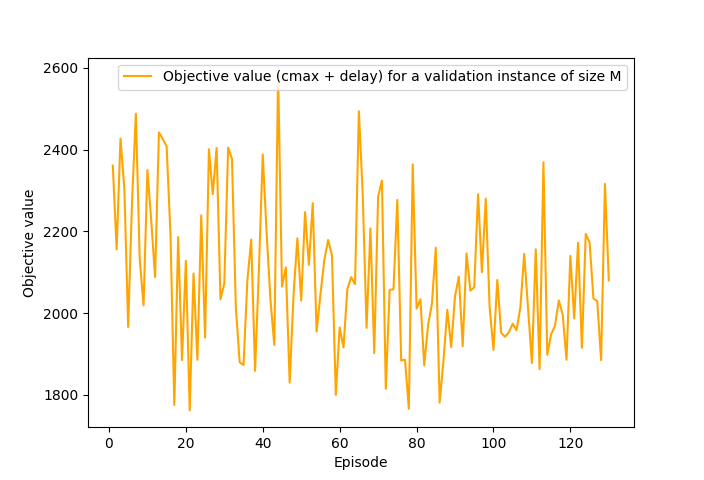 2600
2400
2200
2000
1800
Objective value
Objective value (cmax + delay) for a validation instance of size M
0 20 40 60 80 100 120
Episode